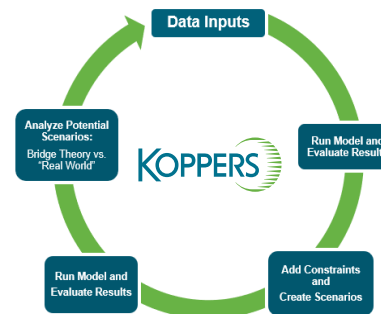 Data Inputs
Run Model and
Evaluate Result
Add Constraints
and
Create Scenarios
Run Model and
Evaluate Results
Analyze Potential
Scenarios:
Bridge Theory vs.
"Real World"
KOPPERS